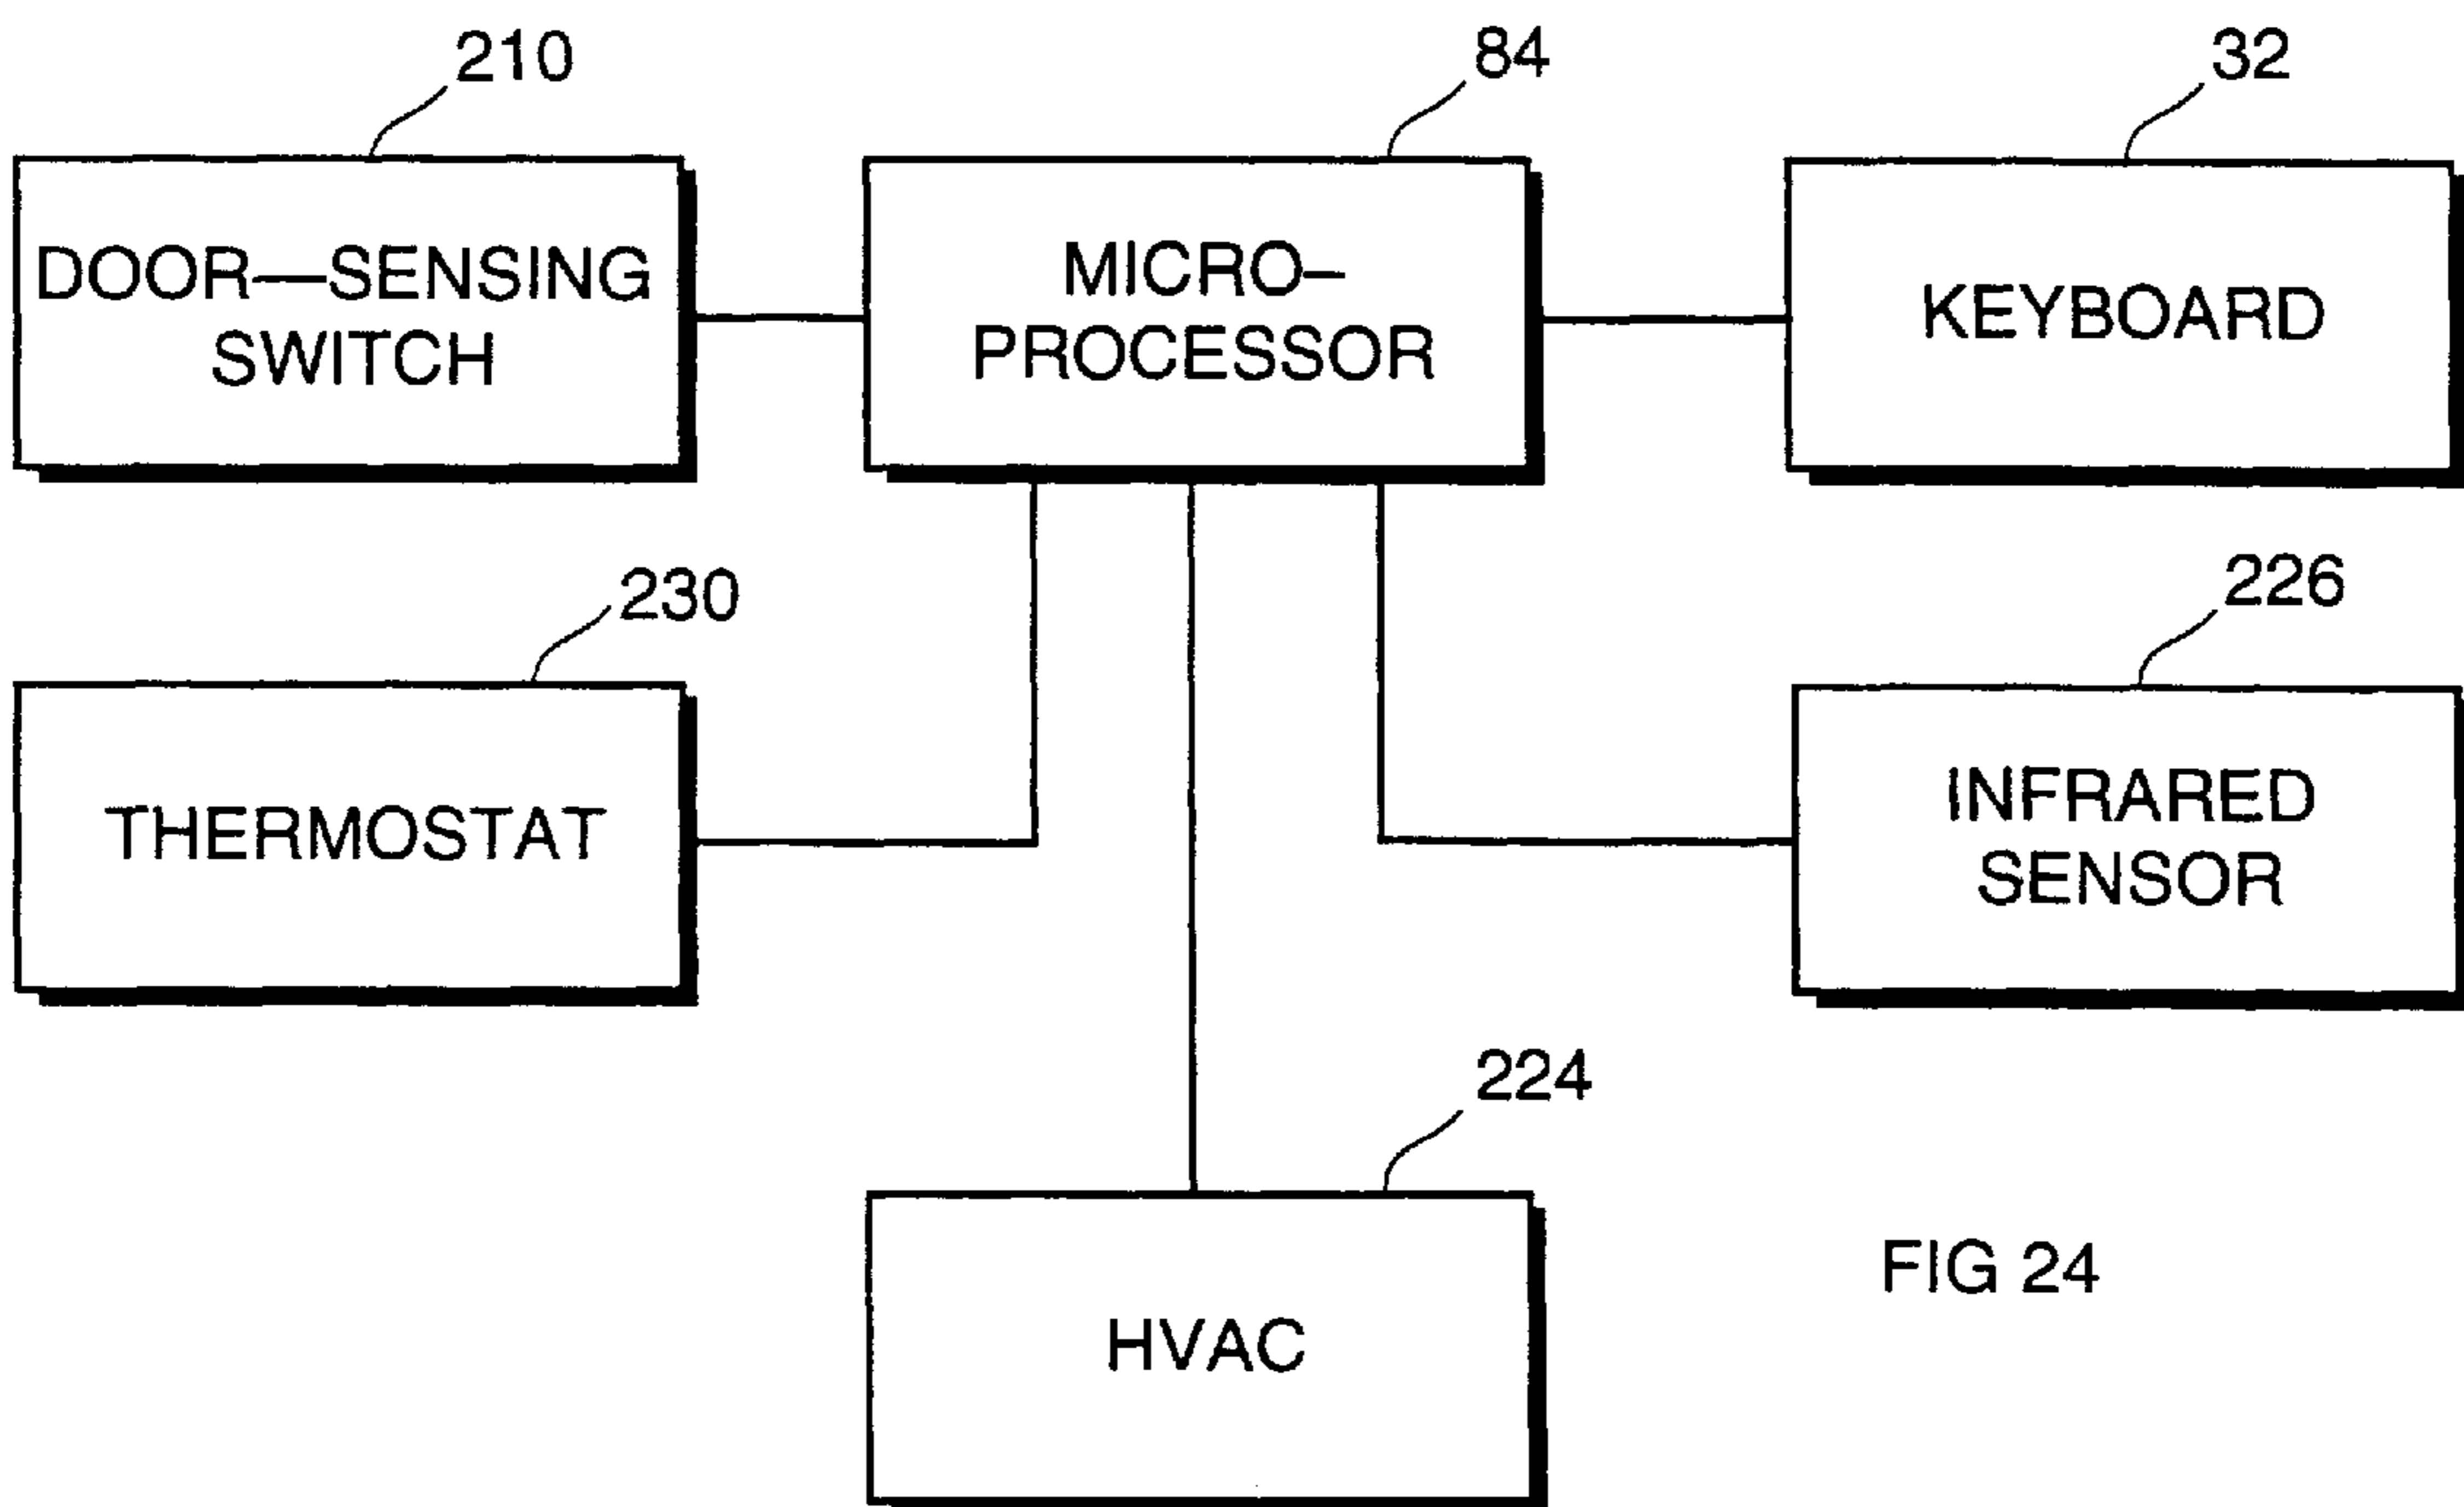 210
84
32
DOOR—SENSING
SWITCH
MICRO–
PROCESSOR
KEYBOARD
230
226
THERMOSTAT
INFRARED
SENSOR
224
HVAC
FIG 24